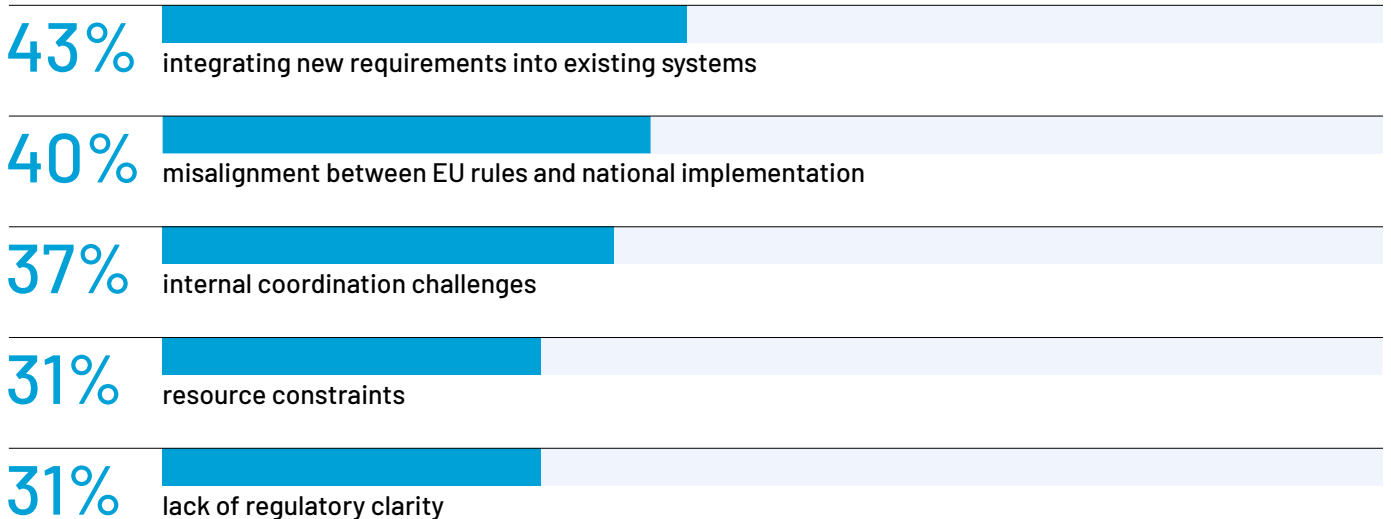 43%
integrating new requirements into existing systems
40%
misalignment between EU rules and national implementation
37%
internal coordination challenges
31%
resource constraints
31%
lack of regulatory clarity